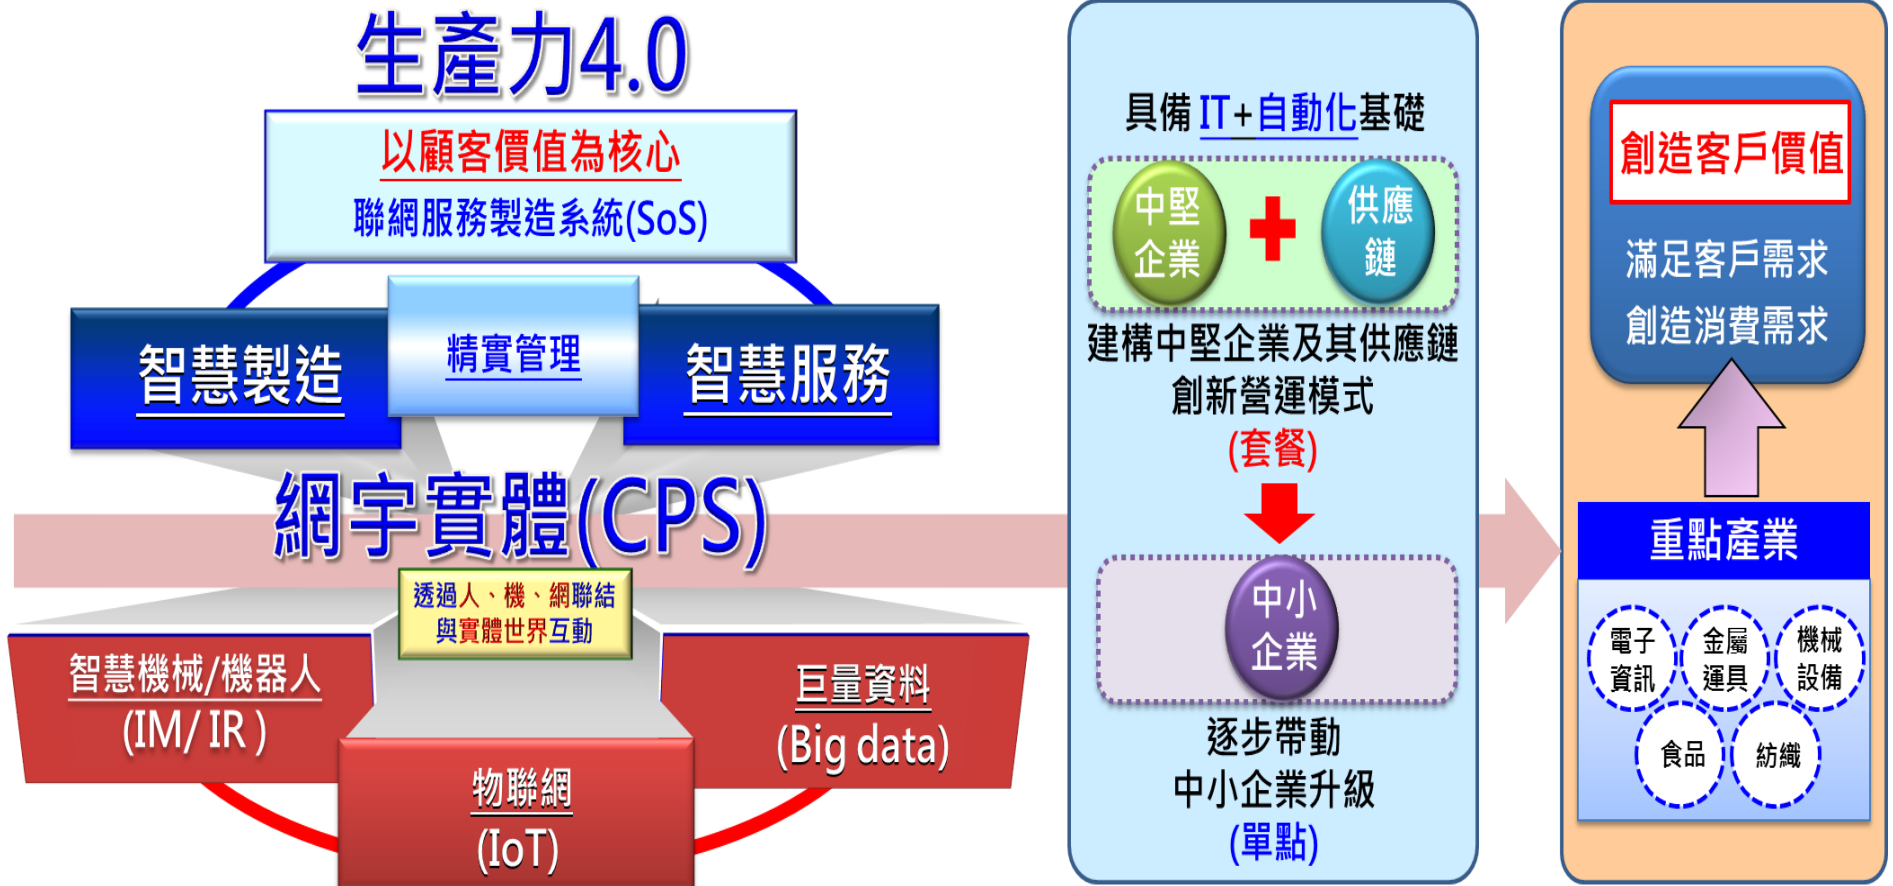 生產力4.0
以顧客價值為核心
聯網服務製造系統(SoS)
智慧製造
精實管理
智慧服務
網宇實體(CPS)
透過人、機、網聯結
與實體世界互動
智慧機械/機器人
(IM/ IR )
物聯網
(IoT)
巨量資料
(Big data)
具備 IT+自動化基礎
中堅
企業
供應
鏈
建構中堅企業及其供應鏈
創新營運模式
(套餐)
中小
企業
逐步帶動
中小企業升級
(單點)
創造客戶價值
滿足客戶需求
創造消費需求
重點產業
電子
資訊
金屬
運具
機械
設備
食品
紡織